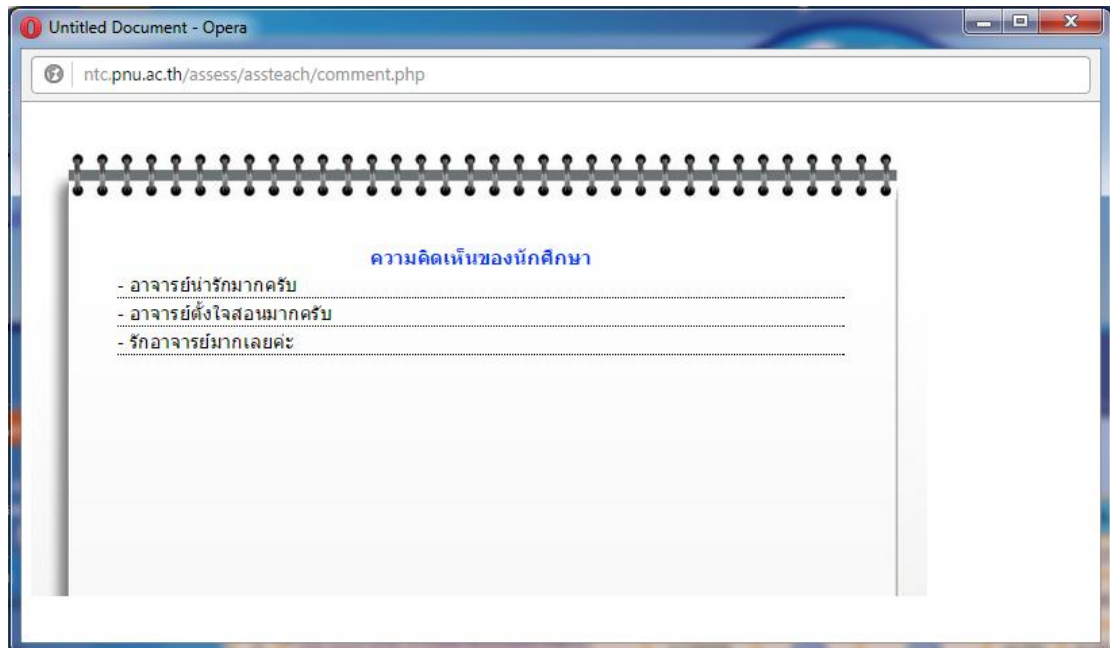 Untitled Document - Opera
ntc.pnu.ac.th/assess/assteach/comment.php
ความคิดเห็นของนักศึกษา
- อาจารย์น่ารักมากครับ
- อาจารย์ตั้งใจสอนมากครับ
- รักอาจารย์มากเลยค่ะ